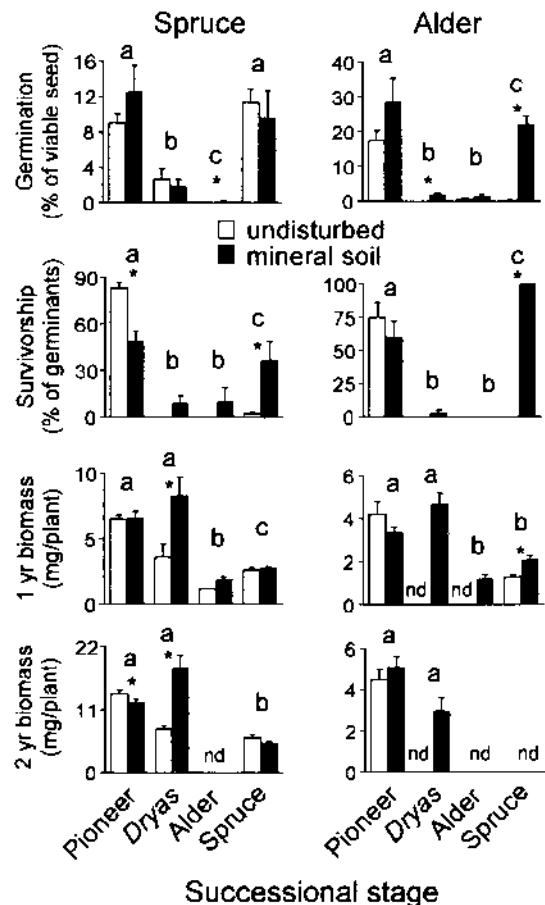 Spruce Alder
Germination
(% of viable seed)
16
12
8
4
0
a
b
c
*
a
40
30
20
10
0
a
b
*
b
c
*
undisturbed
mineral soil
Survivorship
(% of germinants)
90
60
30
0
a
*
b
b
c
*
75
50
25
0
a
b
b
c
*
1 yr biomass
(mg/plant)
10
5
0
a
a
*
b
c
6
4
2
0
a
nd
a
nd
b
b
*
2 yr biomass
(mg/plant)
22
11
0
a
*
a
*
nd
b
6
4
2
0
a
nd
a
nd
nd
Pioneer Dryas Alder Spruce Pioneer Dryas Alder Spruce
Successional stage